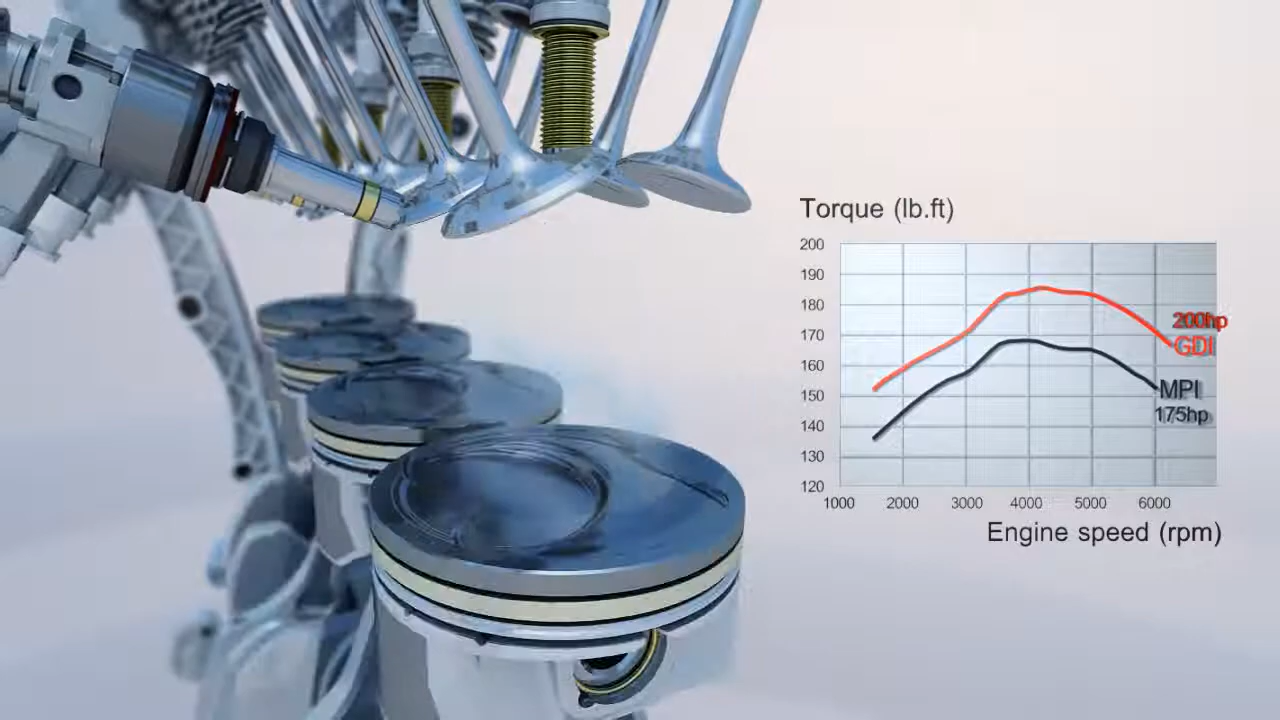 Torque (lb.ft)
200
190
180
170
160
150
140
130
120
1000 2000 3000 4000 5000 6000
Engine speed (rpm)
200hp
GDI
MPI
175hp